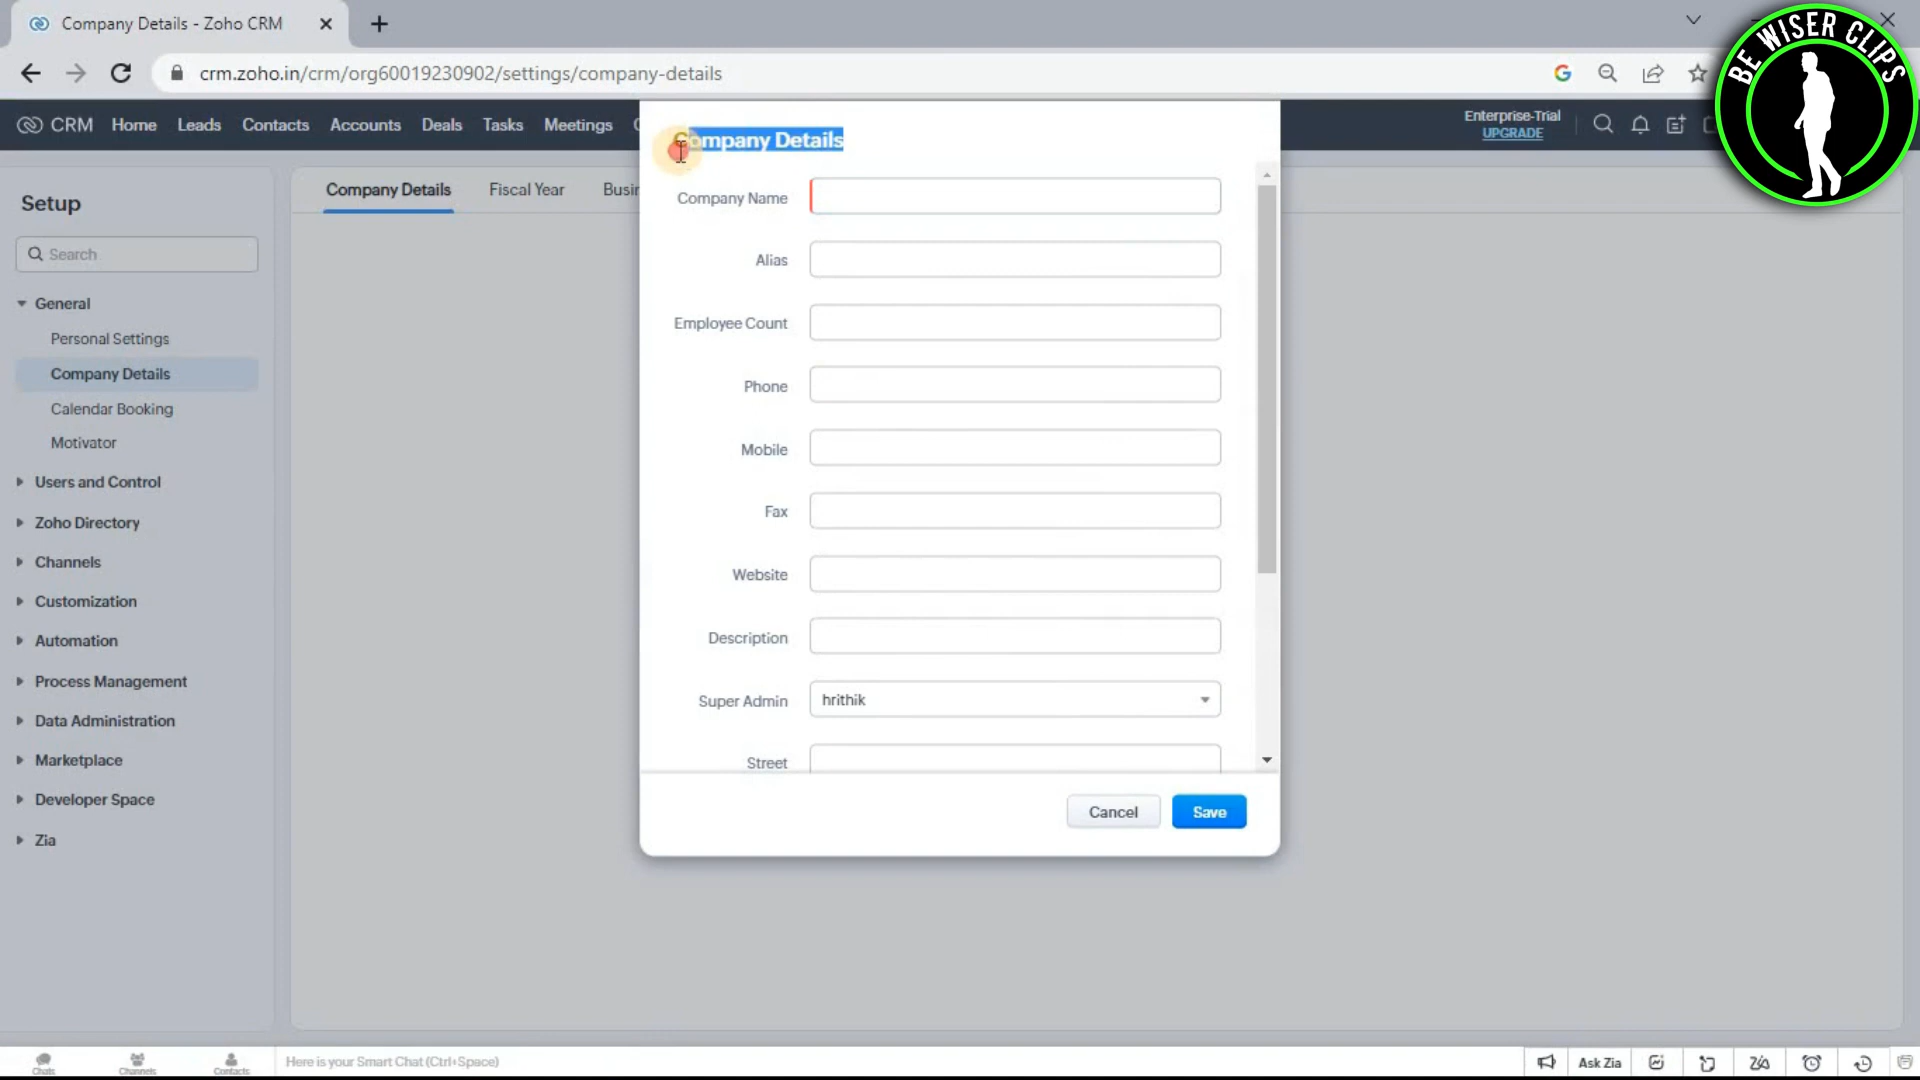 Company Details - Zoho CRM
crm.zoho.in/crm/org60019230902/settings/company-details
BE WISER CLIPS
CRM Home Leads Contacts Accounts Deals Tasks Meetings
Enterprise-Trial
UPGRADE
Setup
Search
General
Personal Settings
Company Details
Calendar Booking
Motivator
Users and Control
Zoho Directory
Channels
Customization
Automation
Process Management
Data Administration
Marketplace
Developer Space
Zia
Company Details Fiscal Year Busi
Company Details
Company Name
Alias
Employee Count
Phone
Mobile
Fax
Website
Description
Super Admin hrithik
Street
Cancel Save
Chats Channels Contacts Here is your Smart Chat (Ctrl+Space) Ask Zia